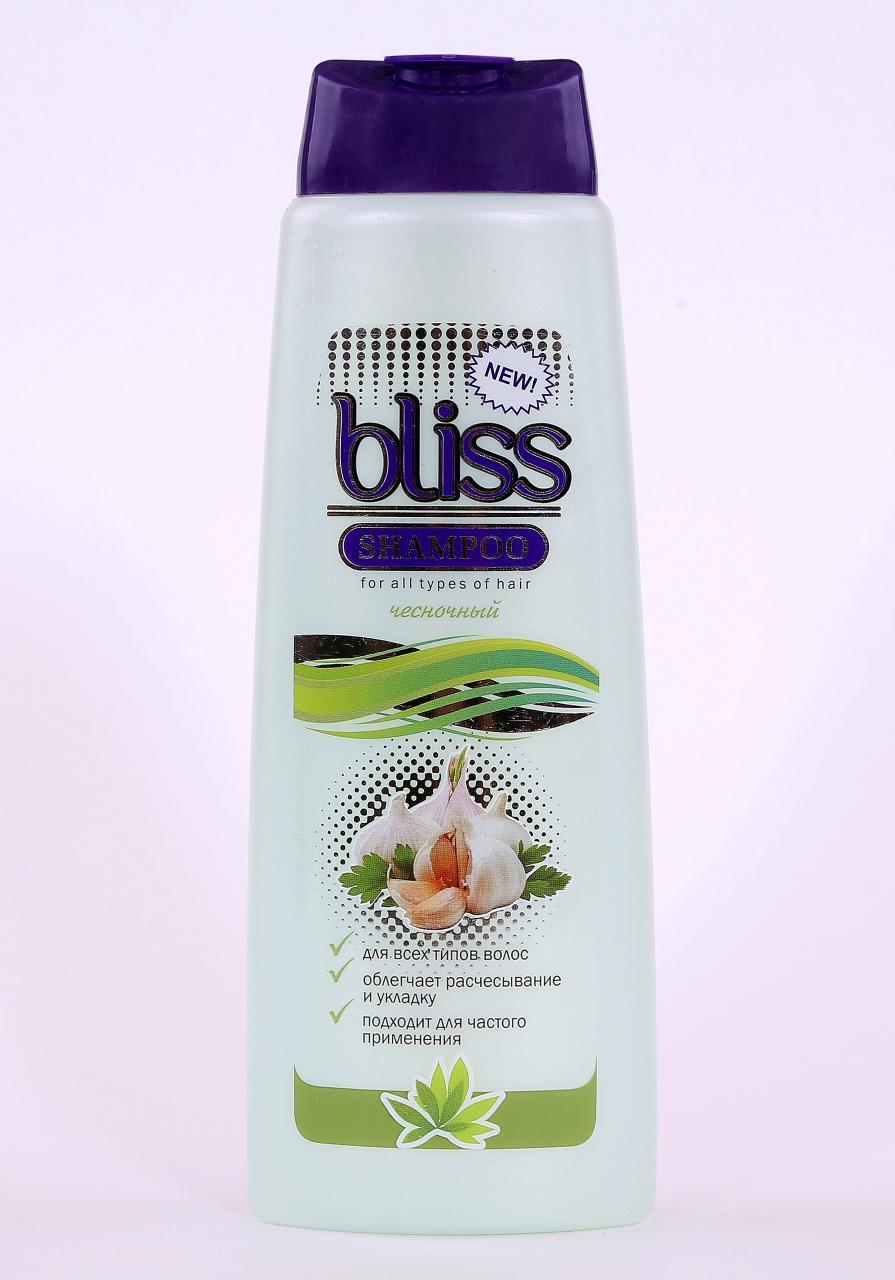 NEW!
bliss
SHAMPOO
for all types of hair
чесночный
для всех типов волос
облегчает расчесывание
и укладку
подходит для частого
применения